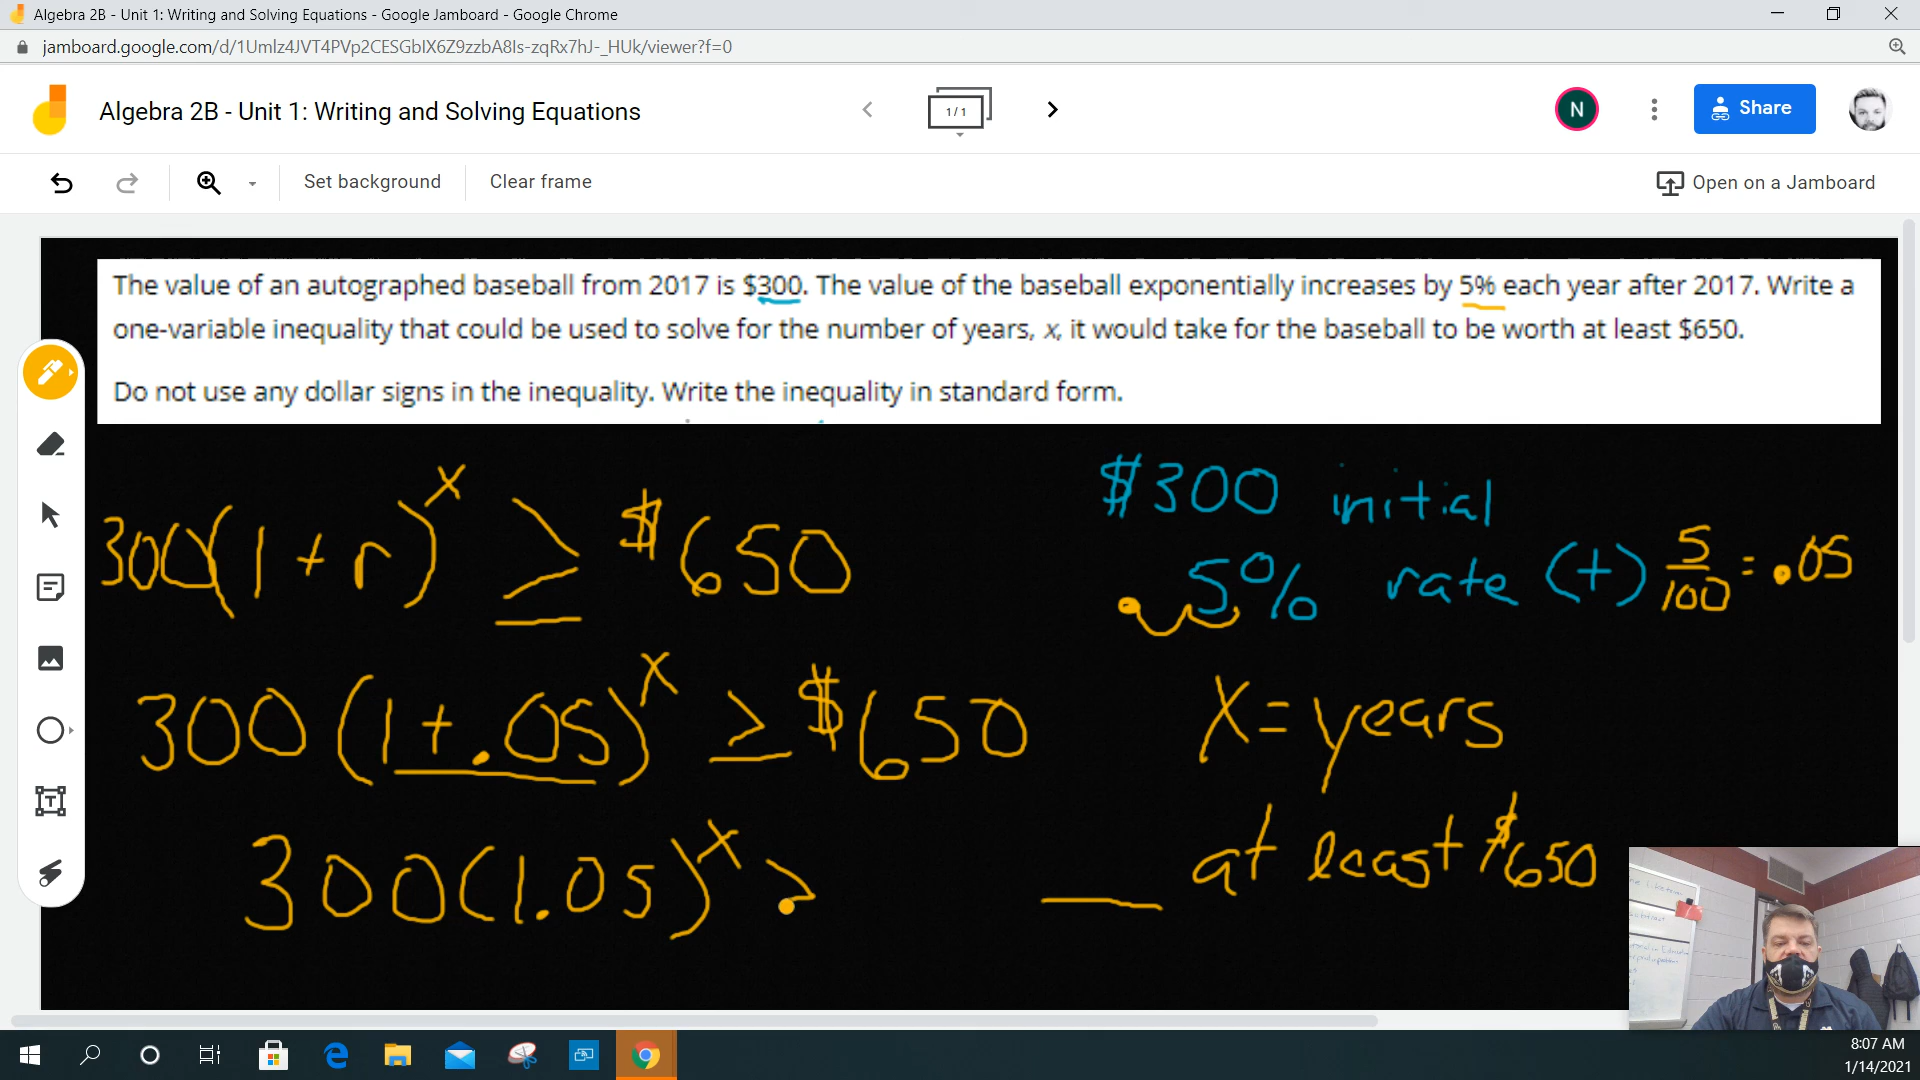 Algebra 2B - Unit 1: Writing and Solving Equations - Google Jamboard - Google Chrome
jamboard.google.com/d/1Umlz4JVT4PVp2CESGbIX6Z9zzbA8Is-zqRx7hJ-_HUk/viewer?f=0
Algebra 2B - Unit 1: Writing and Solving Equations
1 / 1
N
Share
Set background
Clear frame
Open on a Jamboard
The value of an autographed baseball from 2017 is $300. The value of the baseball exponentially increases by 5% each year after 2017. Write a
one-variable inequality that could be used to solve for the number of years, x, it would take for the baseball to be worth at least $650.
Do not use any dollar signs in the inequality. Write the inequality in standard form.
300(1 + r)^x ≥ $650
$300 initial
5% rate (+) 5/100 = .05
300 (1 + .05)^x ≥ $650
x = years
300(1.05)^x >
at least $650
8:07 AM
1/14/2021